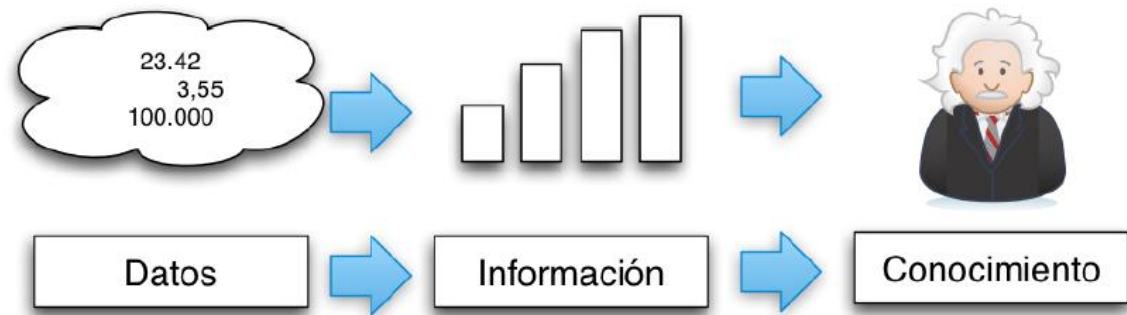 23.42
3,55
100.000
Datos
Información
Conocimiento